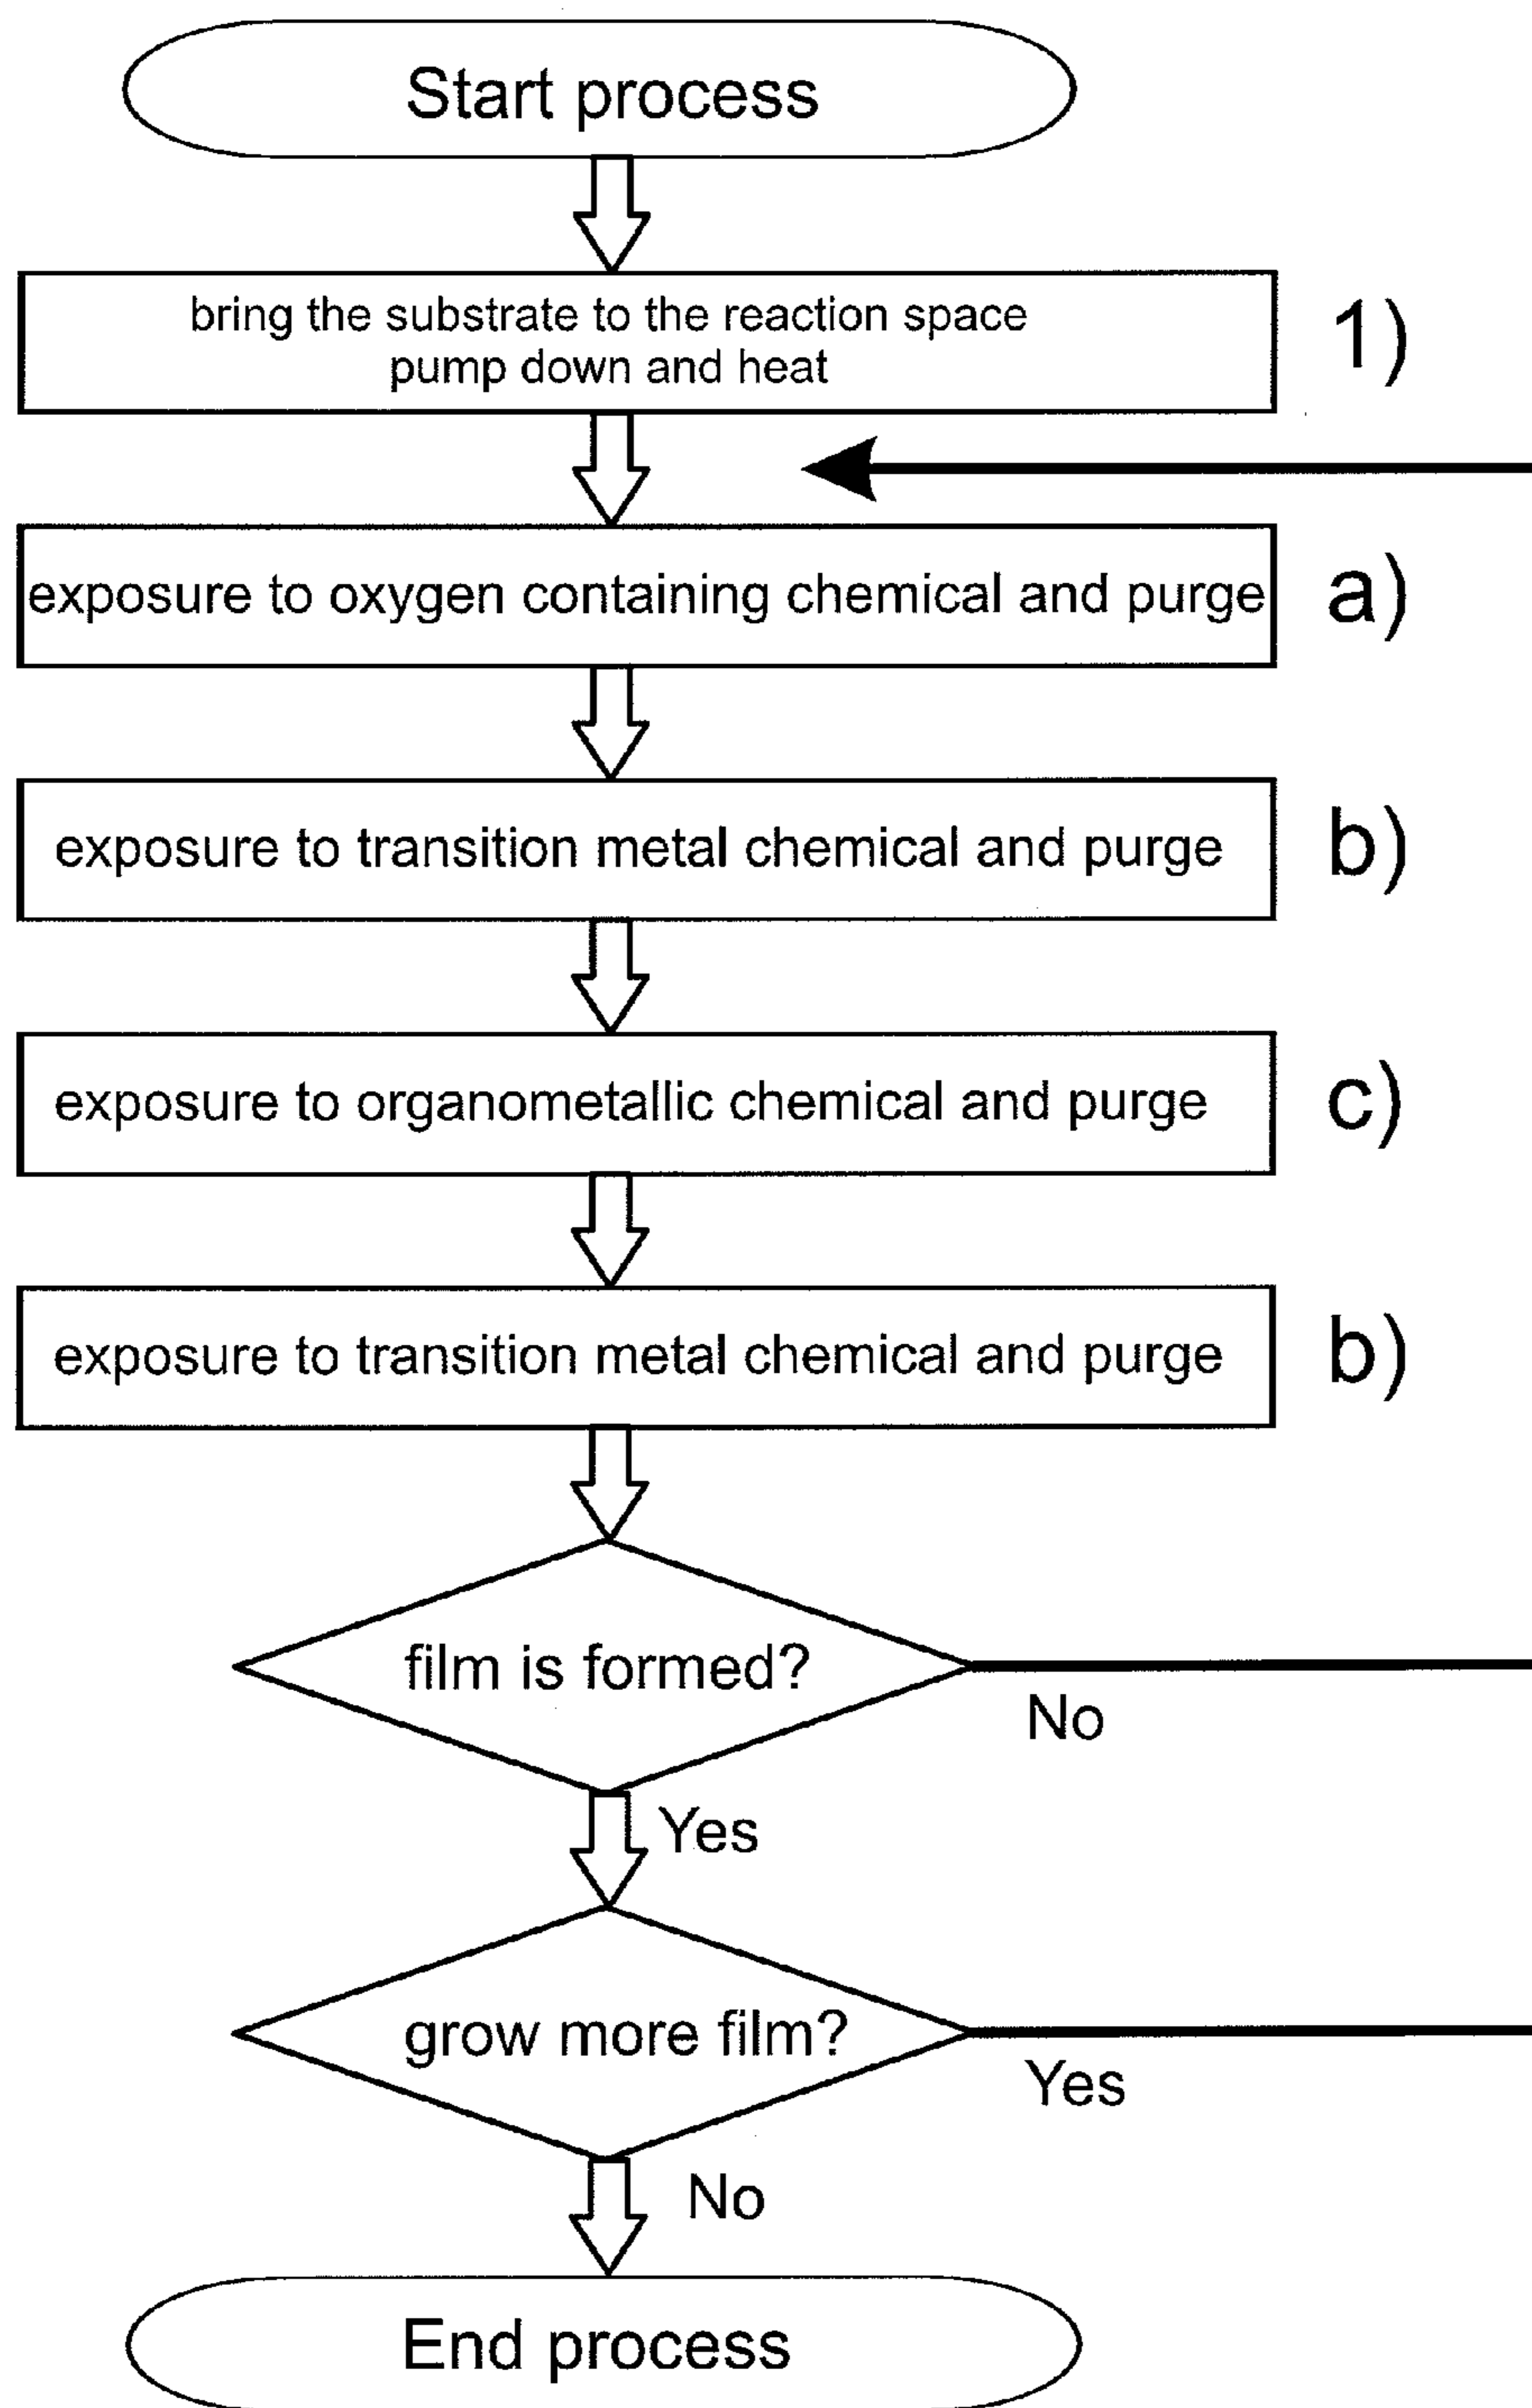 Start process
bring the substrate to the reaction space
pump down and heat
1)
exposure to oxygen containing chemical and purge
a)
exposure to transition metal chemical and purge
b)
exposure to organometallic chemical and purge
c)
exposure to transition metal chemical and purge
b)
film is formed?
No
Yes
grow more film?
Yes
No
End process